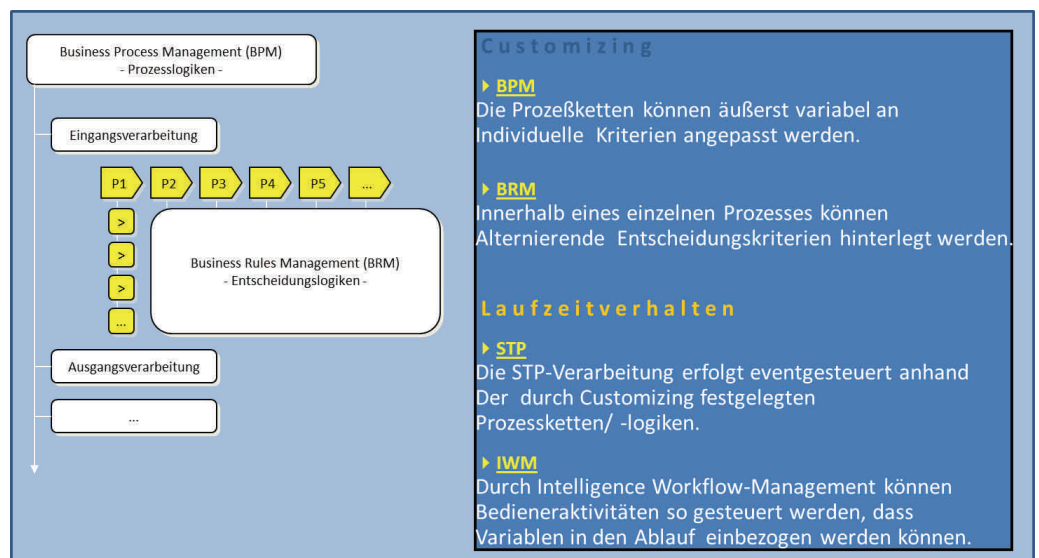 Business Process Management (BPM)
- Prozesslogiken -
Eingangsverarbeitung
P1 P2 P3 P4 P5 ...
>
>
>
...
Business Rules Management (BRM)
- Entscheidungslogiken -
Ausgangsverarbeitung
...
Customizing
BPM
Die Prozeßketten können äußerst variabel an
Individuelle Kriterien angepasst werden.
BRM
Innerhalb eines einzelnen Prozesses können
Alternierende Entscheidungskriterien hinterlegt werden.
Laufzeitverhalten
STP
Die STP-Verarbeitung erfolgt eventgesteuert anhand
Der durch Customizing festgelegten
Prozessketten/ -logiken.
IWM
Durch Intelligence Workflow-Management können
Bedieneraktivitäten so gesteuert werden, dass
Variablen in den Ablauf einbezogen werden können.